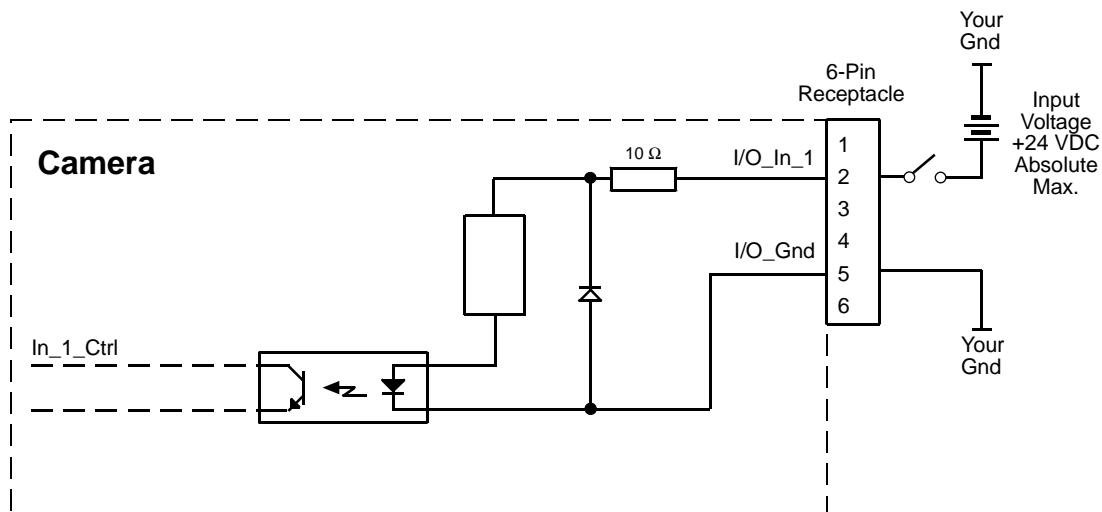 Your
Gnd
6-Pin
Receptacle
Input
Voltage
+24 VDC
Absolute
Max.
Camera
10 Ω
I/O_In_1
1
2
3
4
5
6
I/O_Gnd
In_1_Ctrl
Your
Gnd